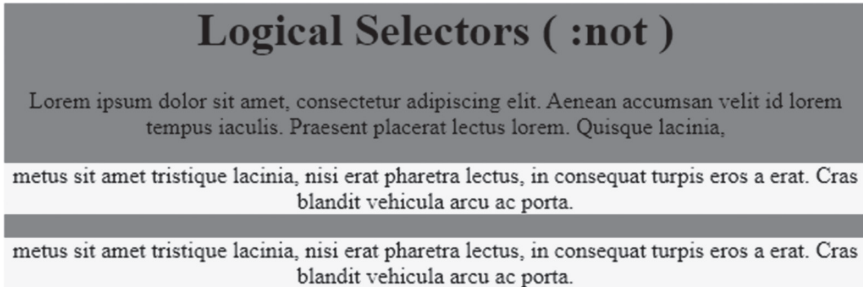 Logical Selectors ( :not )
Lorem ipsum dolor sit amet, consectetur adipiscing elit. Aenean accumsan velit id lorem
tempus iaculis. Praesent placerat lectus lorem. Quisque lacinia,
metus sit amet tristique lacinia, nisi erat pharetra lectus, in consequat turpis eros a erat. Cras
blandit vehicula arcu ac porta.
metus sit amet tristique lacinia, nisi erat pharetra lectus, in consequat turpis eros a erat. Cras
blandit vehicula arcu ac porta.